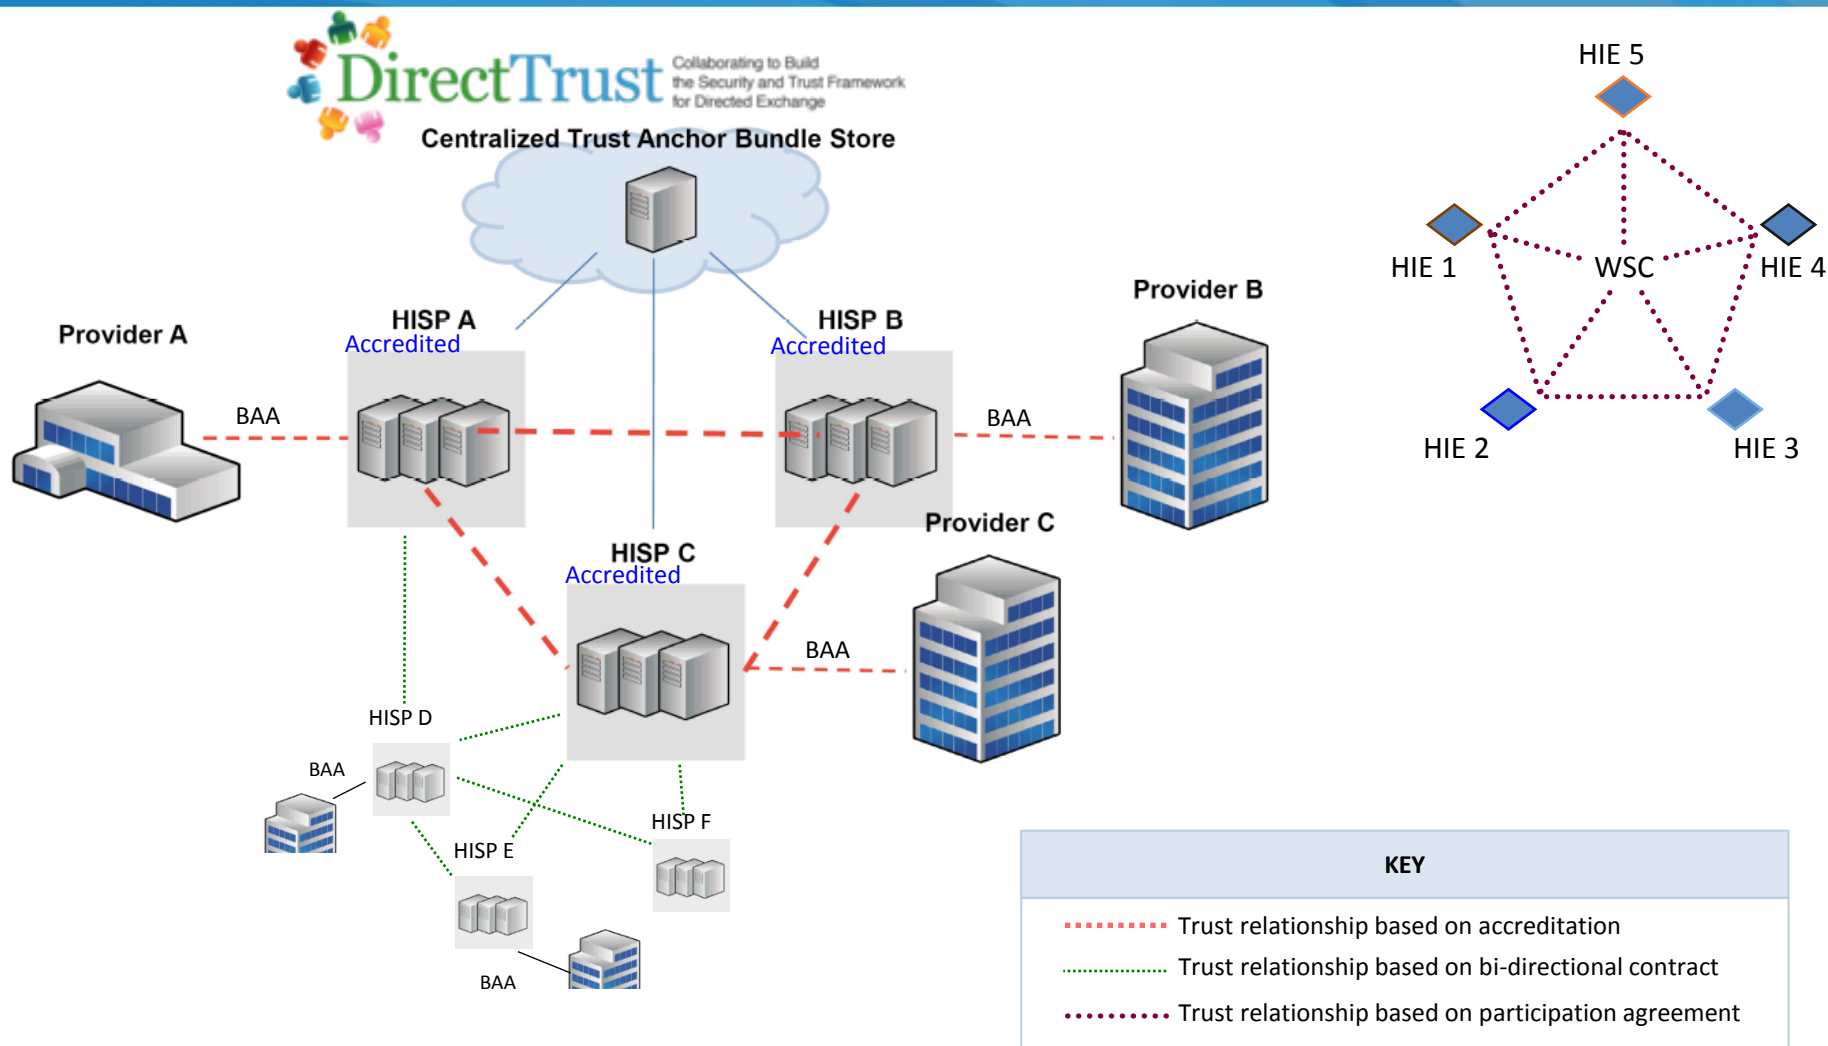 DirectTrust
Collaborating to Build
the Security and Trust Framework
for Directed Exchange
Centralized Trust Anchor Bundle Store
HIE 5
HIE 1
WSC
HIE 4
HIE 2
HIE 3
Provider A
HISP A
Accredited
HISP B
Accredited
Provider B
BAA
BAA
Provider C
HISP C
Accredited
BAA
HISP D
BAA
HISP F
HISP E
BAA
KEY
Trust relationship based on accreditation
Trust relationship based on bi-directional contract
Trust relationship based on participation agreement